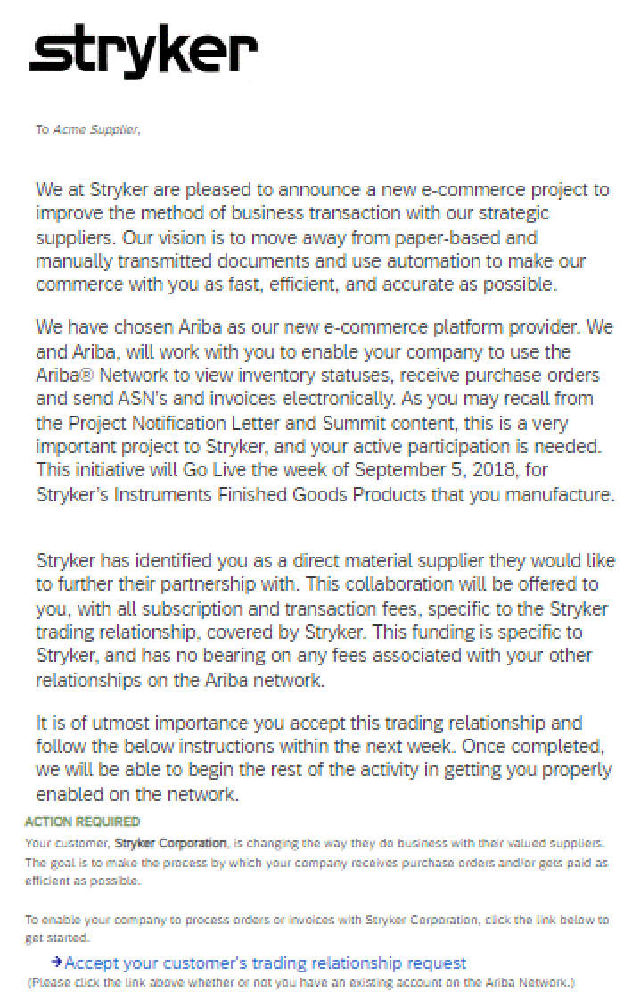 stryker
To Acme Supplier,
We at Stryker are pleased to announce a new e-commerce project to
improve the method of business transaction with our strategic
suppliers. Our vision is to move away from paper-based and
manually transmitted documents and use automation to make our
commerce with you as fast, efficient, and accurate as possible.
We have chosen Ariba as our new e-commerce platform provider. We
and Ariba, will work with you to enable your company to use the
Ariba® Network to view inventory statuses, receive purchase orders
and send ASN's and invoices electronically. As you may recall from
the Project Notification Letter and Summit content, this is a very
important project to Stryker, and your active participation is needed.
This initiative will Go Live the week of September 5, 2018, for
Stryker's Instruments Finished Goods Products that you manufacture.
Stryker has identified you as a direct material supplier they would like
to further their partnership with. This collaboration will be offered to
you, with all subscription and transaction fees, specific to the Stryker
trading relationship, covered by Stryker. This funding is specific to
Stryker, and has no bearing on any fees associated with your other
relationships on the Ariba network.
It is of utmost importance you accept this trading relationship and
follow the below instructions within the next week. Once completed,
we will be able to begin the rest of the activity in getting you properly
enabled on the network.
ACTION REQUIRED
Your customer, Stryker Corporation, is changing the way they do business with their valued suppliers.
The goal is to make the process by which your company receives purchase orders and/or gets paid as
efficient as possible.
To enable your company to process orders or invoices with Stryker Corporation, click the link below to
get started.
➔Accept your customer's trading relationship request
(Please click the link above whether or not you have an existing account on the Ariba Network.)